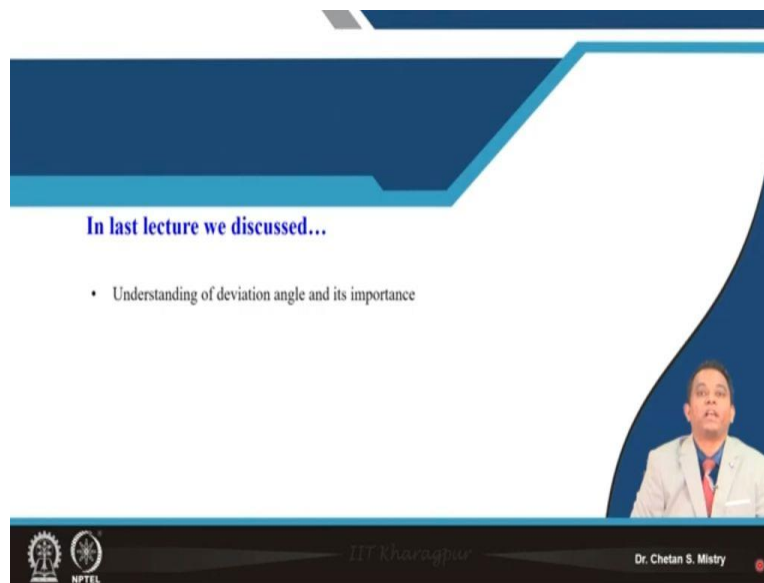 In last lecture we discussed...
• Understanding of deviation angle and its importance
NPTEL
IIT Kharagpur
Dr. Chetan S. Mistry